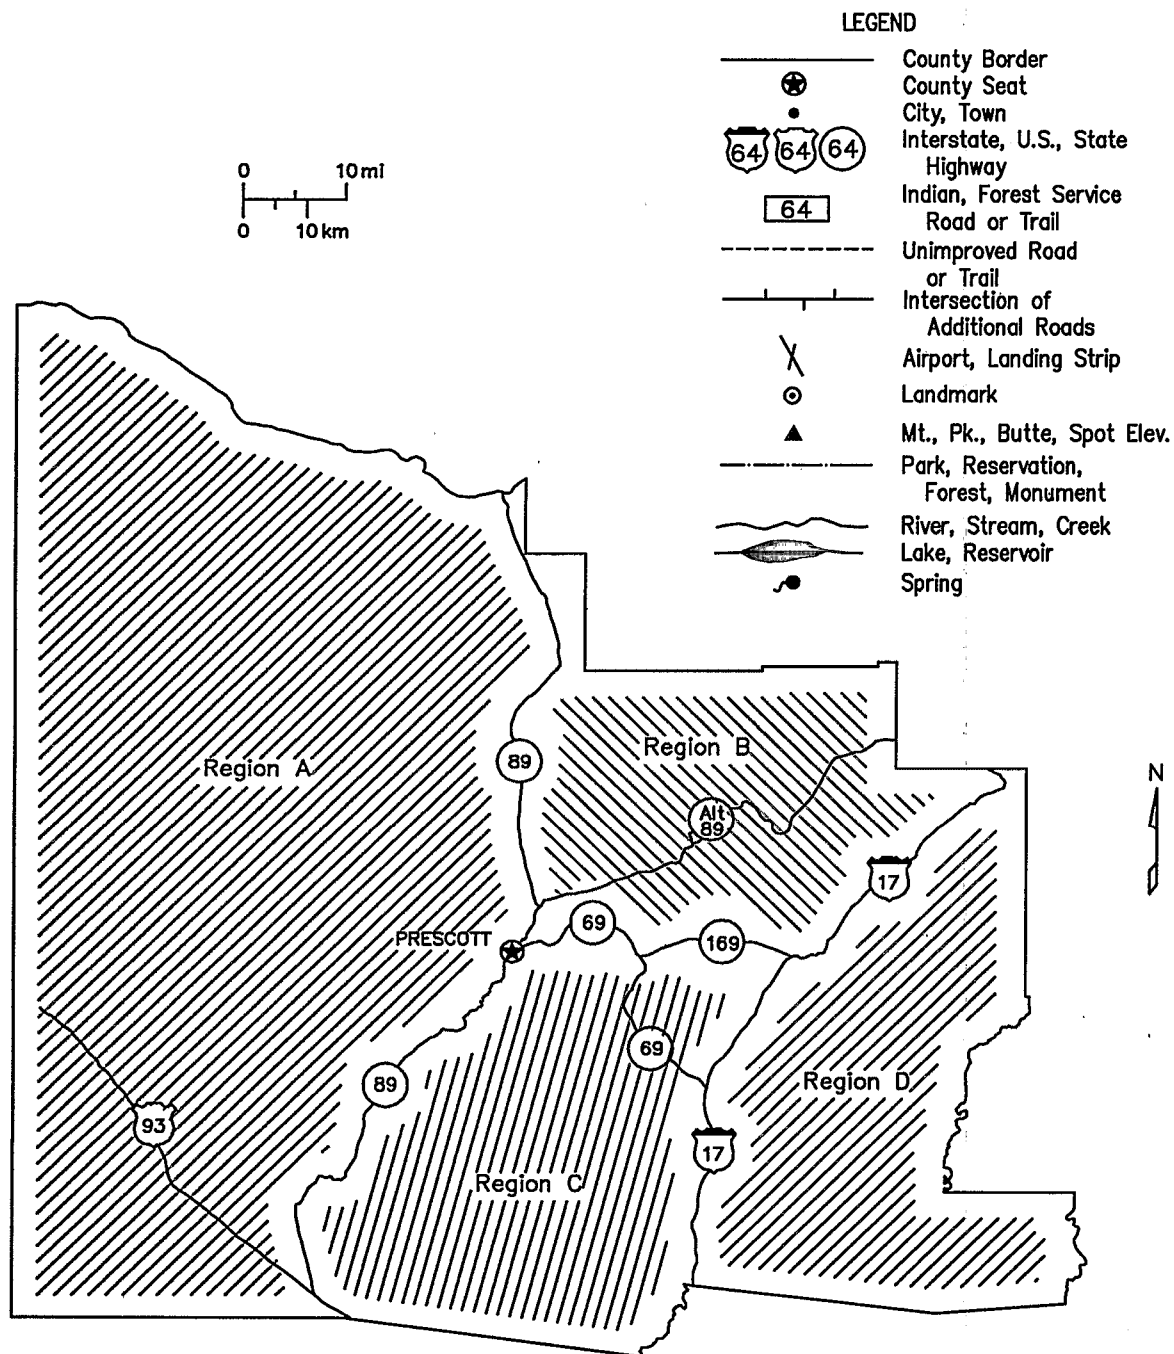 LEGEND
County Border
County Seat
City, Town
64 64 64
Interstate, U.S., State
Highway
64
Indian, Forest Service
Road or Trail
Unimproved Road
or Trail
Intersection of
Additional Roads
Airport, Landing Strip
Landmark
Mt., Pk., Butte, Spot Elev.
Park, Reservation,
Forest, Monument
River, Stream, Creek
Lake, Reservoir
Spring
0 10 mi
0 10 km
N
Region A
89
Region B
Alt
89
17
PRESCOTT
69
169
69
89
Region D
93
17
Region C